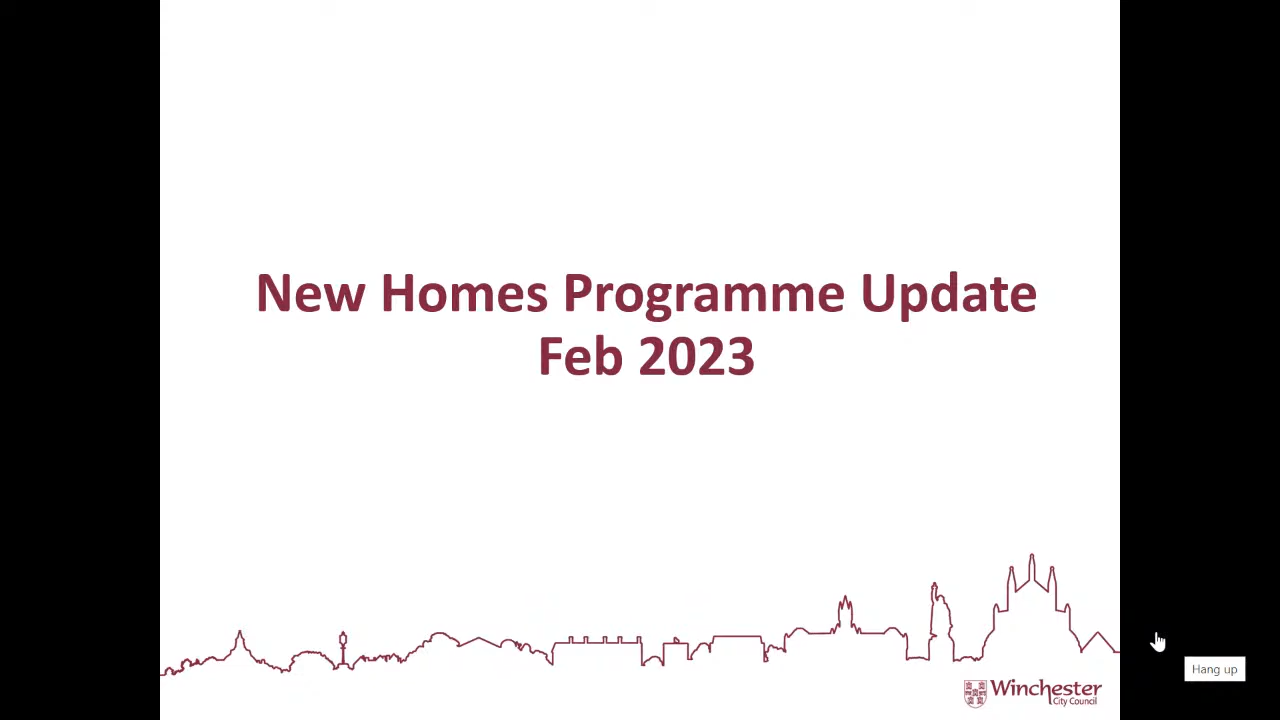 New Homes Programme Update
Feb 2023
Winchester
City Council
Hang up